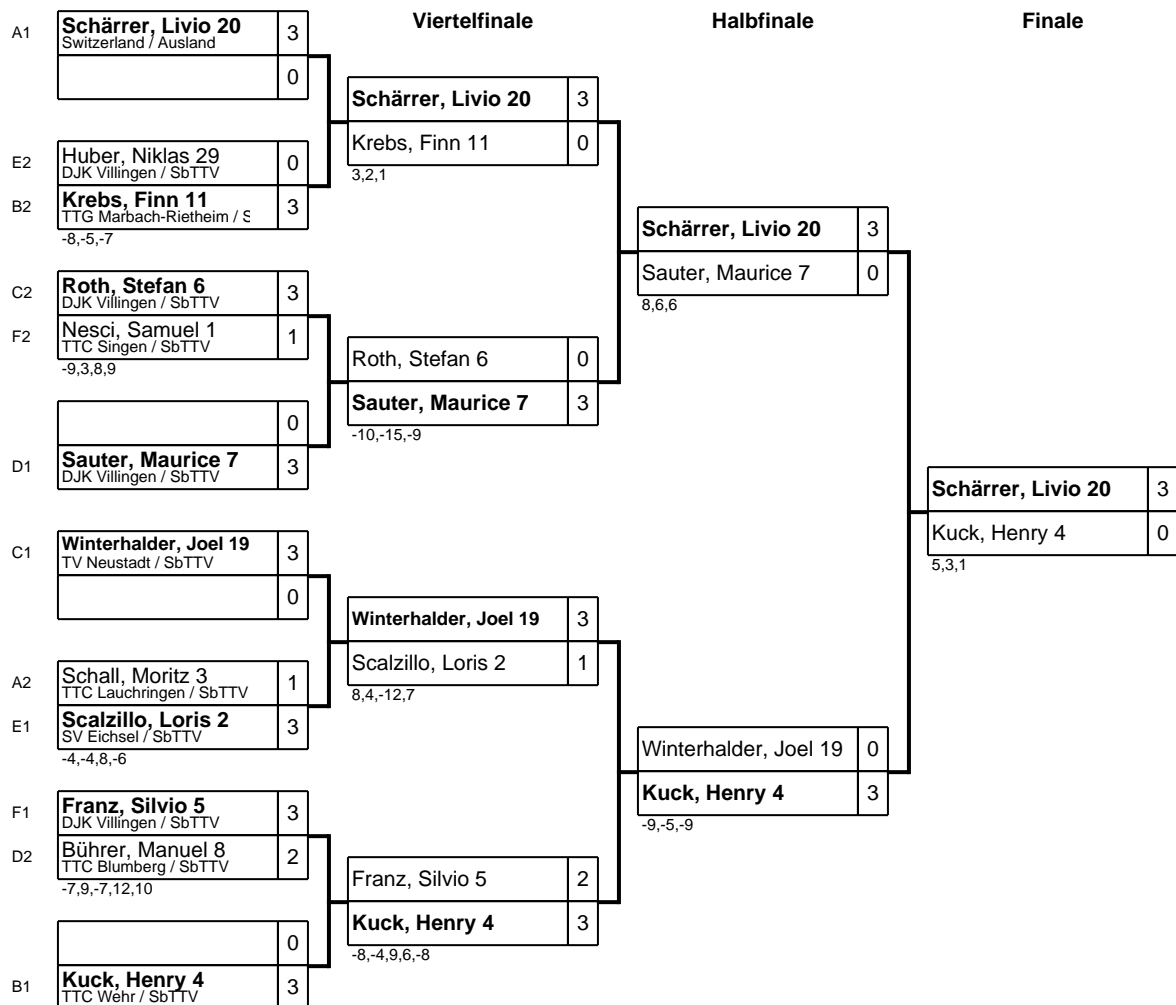 Viertelfinale
Halbfinale
Finale
A1
Schärrer, Livio 20
3
Switzerland / Ausland
0
E2
Huber, Niklas 29
0
DJK Villingen / SbTTV
B2
Krebs, Finn 11
3
TTG Marbach-Rietheim / S
-8,-5,-7
C2
Roth, Stefan 6
3
DJK Villingen / SbTTV
F2
Nesci, Samuel 1
1
TTC Singen / SbTTV
-9,3,8,9
0
D1
Sauter, Maurice 7
3
DJK Villingen / SbTTV
C1
Winterhalder, Joel 19
3
TV Neustadt / SbTTV
0
A2
Schall, Moritz 3
1
TTC Lauchringen / SbTTV
E1
Scalzillo, Loris 2
3
SV Eichsel / SbTTV
-4,-4,8,-6
F1
Franz, Silvio 5
3
DJK Villingen / SbTTV
D2
Bührer, Manuel 8
2
TTC Blumberg / SbTTV
-7,9,-7,12,10
0
B1
Kuck, Henry 4
3
TTC Wehr / SbTTV
Schärrer, Livio 20
3
Krebs, Finn 11
0
3,2,1
Roth, Stefan 6
0
Sauter, Maurice 7
3
-10,-15,-9
Winterhalder, Joel 19
3
Scalzillo, Loris 2
1
8,4,-12,7
Franz, Silvio 5
2
Kuck, Henry 4
3
-8,-4,9,6,-8
Schärrer, Livio 20
3
Sauter, Maurice 7
0
8,6,6
Winterhalder, Joel 19
0
Kuck, Henry 4
3
-9,-5,-9
Schärrer, Livio 20
3
Kuck, Henry 4
0
5,3,1